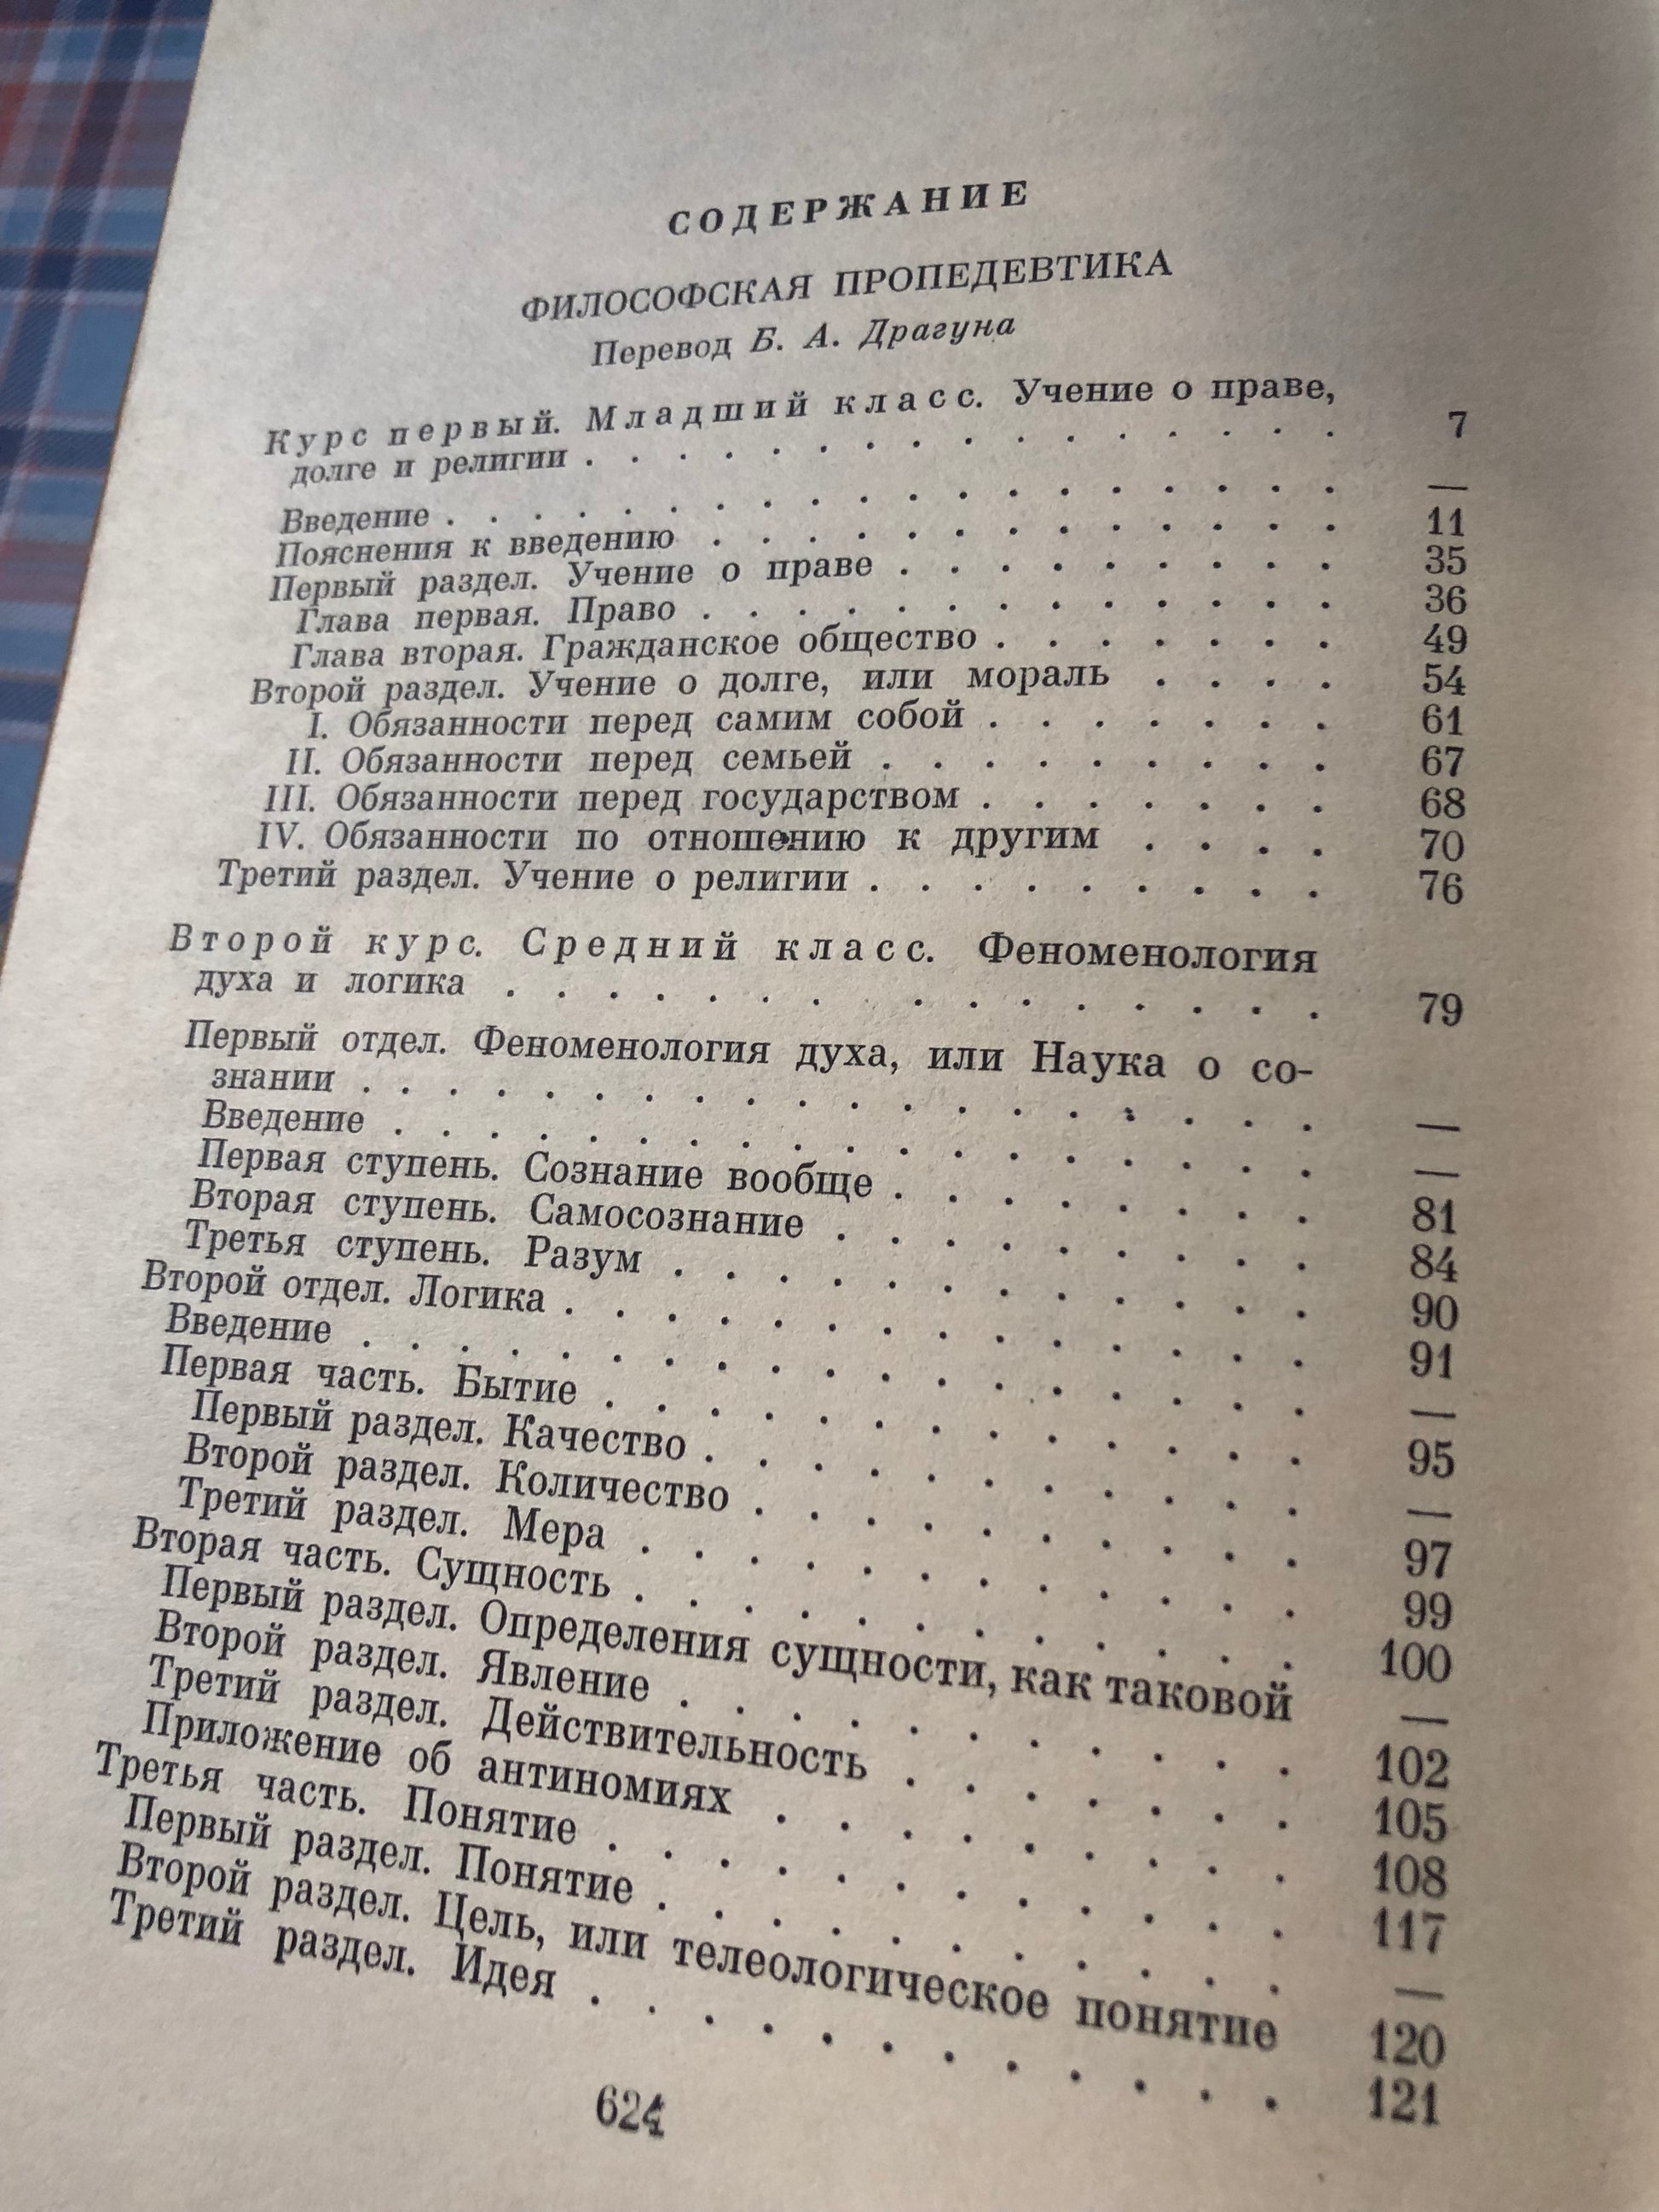 СОДЕРЖАНИЕ
ФИЛОСОФСКАЯ ПРОПЕДЕВТИКА
Перевод Б. А. Драгуна
Курс первый. Младший класс. Учение о праве,
долге и религии . . . . . . . . . . . . . 7
Введение . . . . . . . . . . . . . . . . —
Пояснения к введению . . . . . . . . . . . 11
Первый раздел. Учение о праве . . . . . . . . . 35
Глава первая. Право . . . . . . . . . . . . . 36
Глава вторая. Гражданское общество . . . . . . . 49
Второй раздел. Учение о долге, или мораль . . . . 54
I. Обязанности перед самим собой . . . . . . . 61
II. Обязанности перед семьей . . . . . . . . . 67
III. Обязанности перед государством . . . . . . . 68
IV. Обязанности по отношению к другим . . . . 70
Третий раздел. Учение о религии . . . . . . . . . 76
Второй курс. Средний класс. Феноменология
духа и логика . . . . . . . . . . . . . . 79
Первый отдел. Феноменология духа, или Наука о со-
знании . . . . . . . . . . . . . . . . . . —
Введение . . . . . . . . . . . . . . . . . —
Первая ступень. Сознание вообще . . . . . . . . 81
Вторая ступень. Самосознание . . . . . . . . . 84
Третья ступень. Разум . . . . . . . . . . . 90
Второй отдел. Логика . . . . . . . . . . . . . 91
Введение . . . . . . . . . . . . . . . . . —
Первая часть. Бытие . . . . . . . . . . . . . 95
Первый раздел. Качество . . . . . . . . . . . —
Второй раздел. Количество . . . . . . . . . . 97
Третий раздел. Мера . . . . . . . . . . . . 99
Вторая часть. Сущность . . . . . . . . . . . . 100
Первый раздел. Определения сущности, как таковой —
Второй раздел. Явление . . . . . . . . . . . 102
Третий раздел. Действительность . . . . . . . 105
Приложение об антиномиях . . . . . . . . . 108
Третья часть. Понятие . . . . . . . . . . . . 117
Первый раздел. Понятие . . . . . . . . . . . —
Второй раздел. Цель, или телеологическое понятие 120
Третий раздел. Идея . . . . . . . . . . . . 121
624